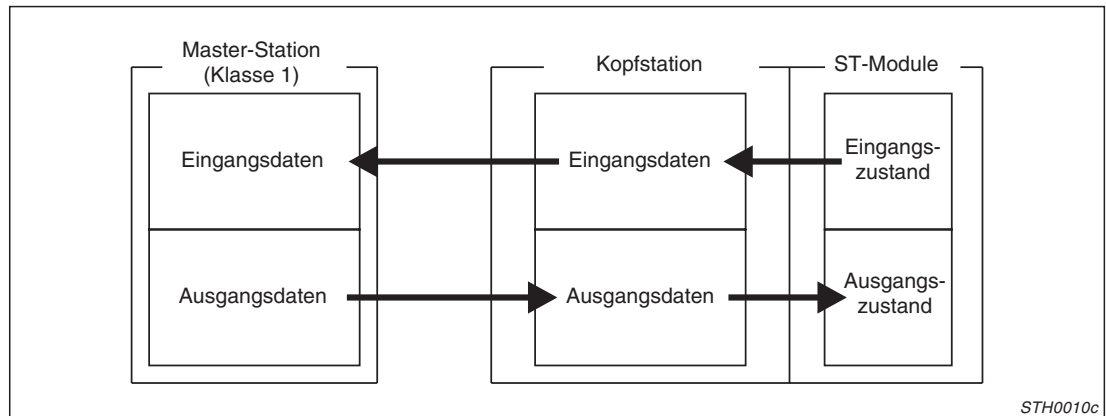 Master-Station
(Klasse 1)
Kopfstation
ST-Module
Eingangsdaten
Eingangsdaten
Eingangs-
zustand
Ausgangsdaten
Ausgangsdaten
Ausgangs-
zustand
STH0010c